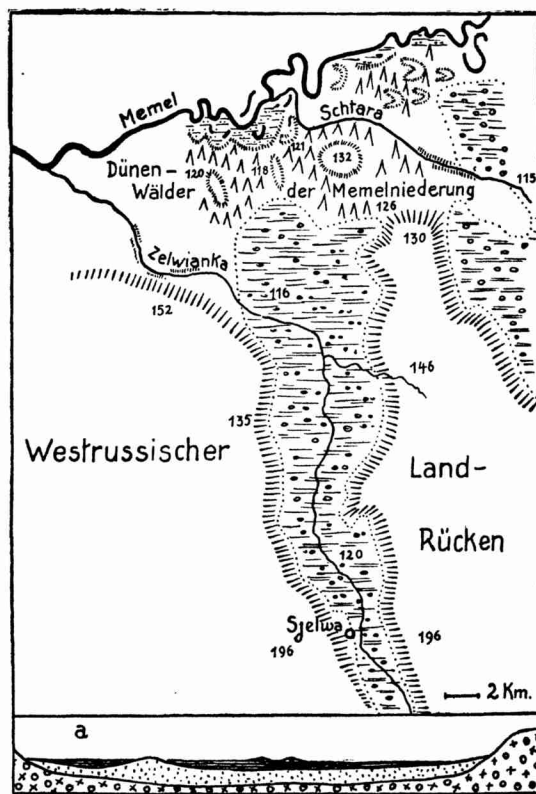 Memel
Schtara
115
121
120
118
132
Dünen-
Wälder der Memelniederung
126
130
Zelwianka
116
152
146
135
Westrussischer
Land-
Rücken
120
Sjelwa
196
196
2 Km.
a